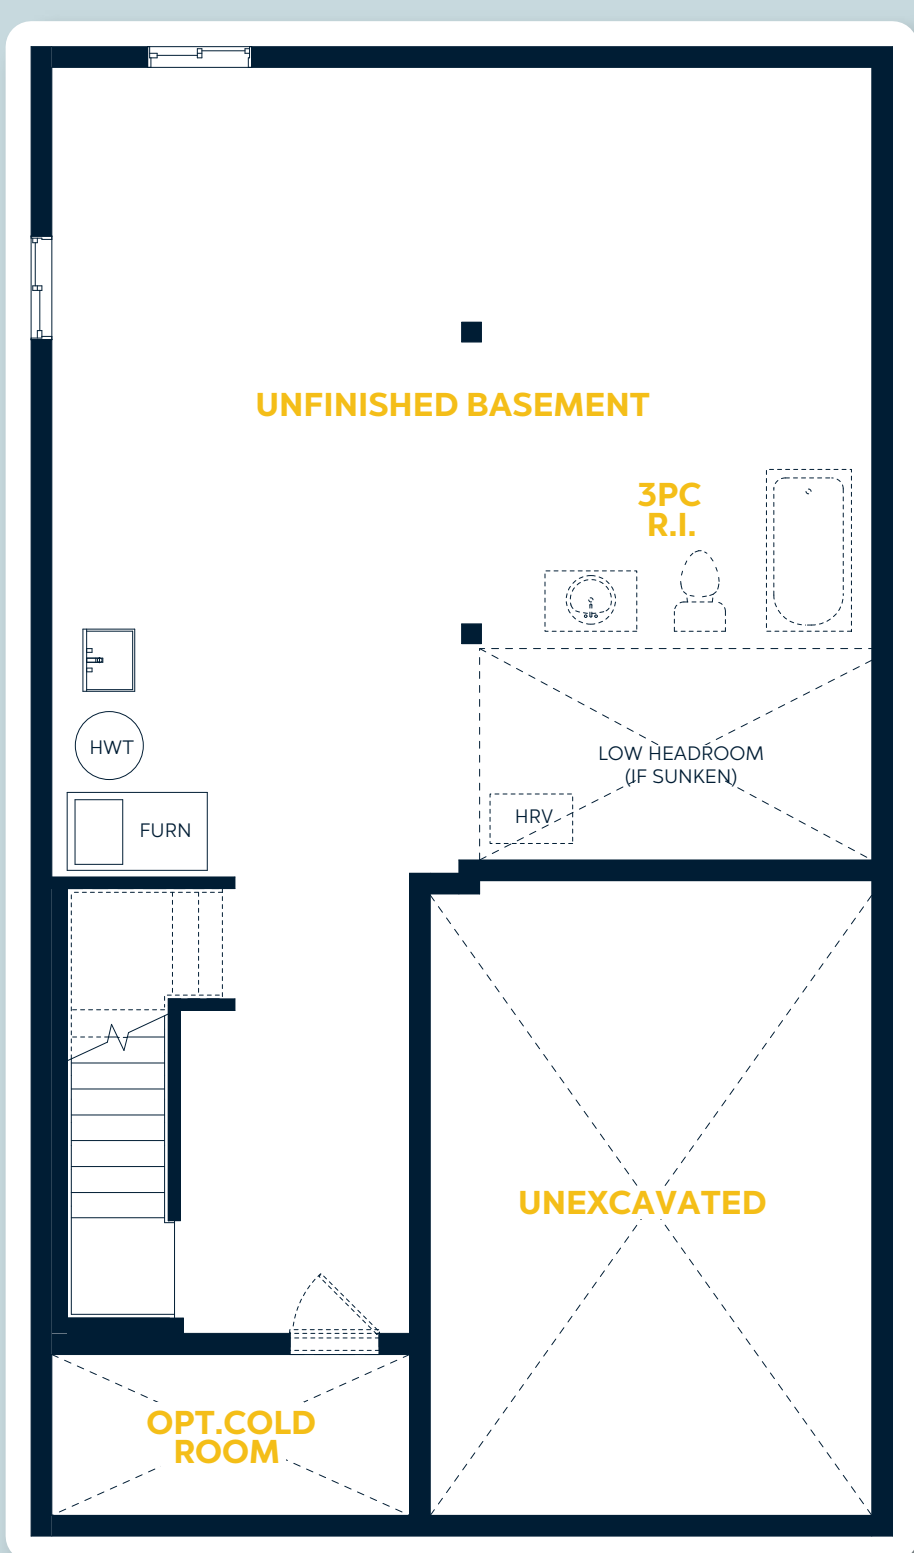 UNFINISHED BASEMENT
3PC
R.I.
HWT
LOW HEADROOM
(IF SUNKEN)
HRV
FURN
UNEXCAVATED
OPT.COLD
ROOM